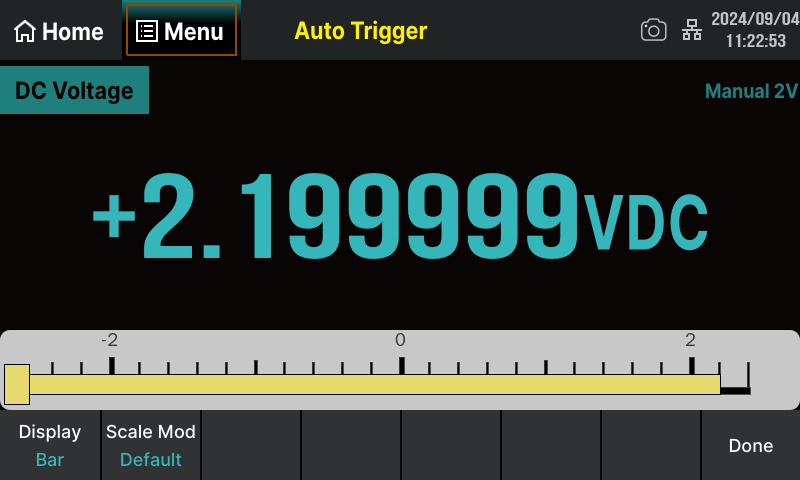 Home
Menu
Auto Trigger
2024/09/04
11:22:53
DC Voltage
Manual 2V
+2.199999VDC
-2 0 2
Display
Bar
Scale Mod
Default
Done